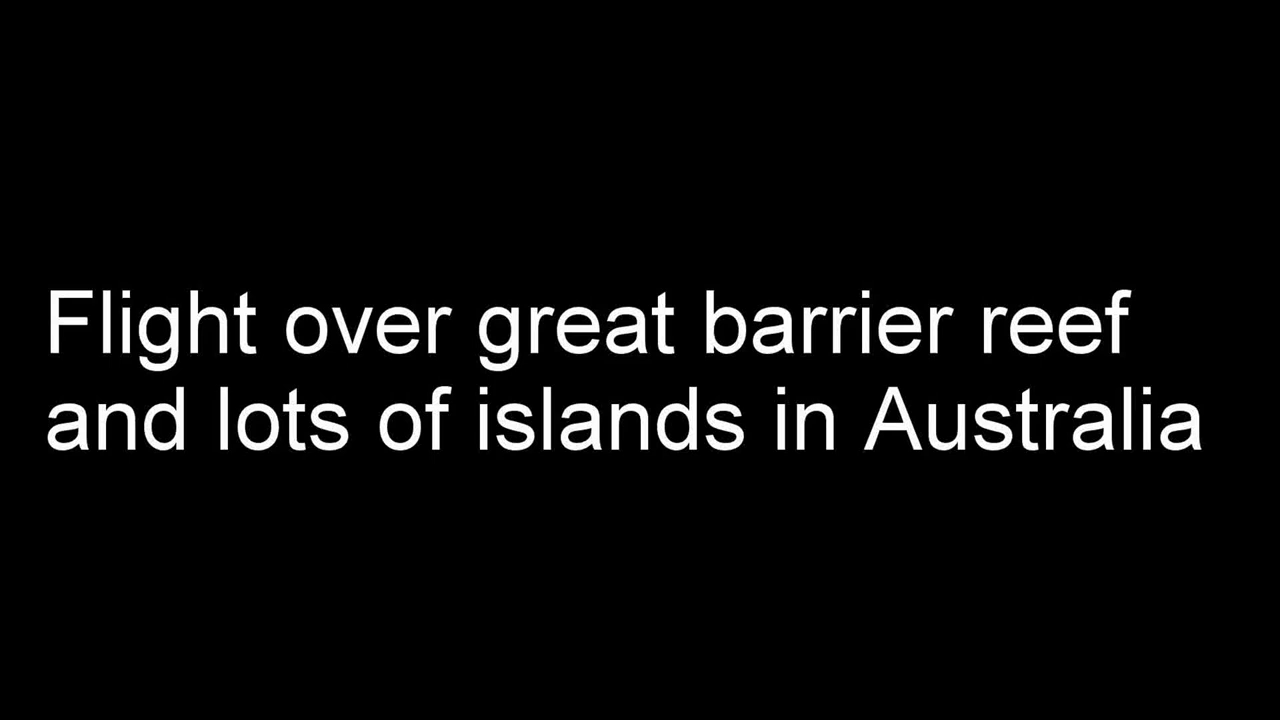 Flight over great barrier reef
and lots of islands in Australia